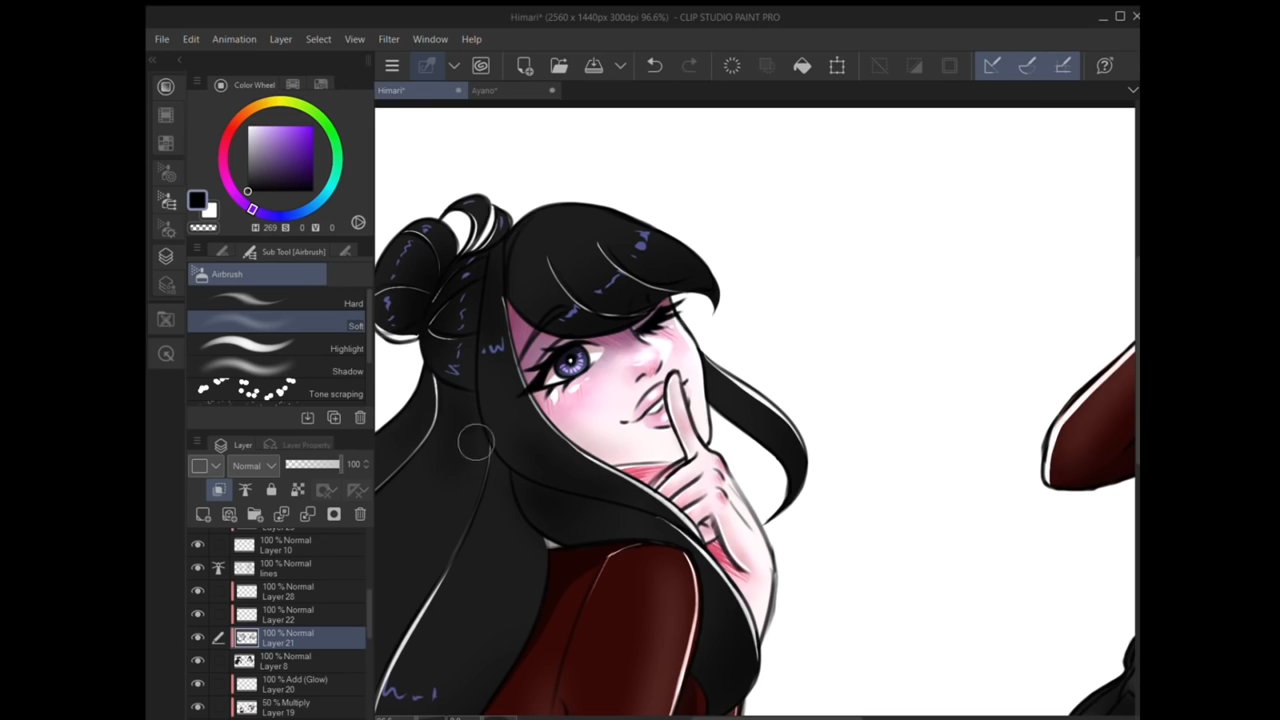 Himari* (2560 x 1440px 300dpi 96.6%) - CLIP STUDIO PAINT PRO
File Edit Animation Layer Select View Filter Window Help
Color Wheel
Himari*
Ayano*
H 269 S 0 V 0
Sub Tool [Airbrush]
Airbrush
Hard
Soft
Highlight
Shadow
Tone scraping
Layer Layer Property
Normal 100
100 % Normal
Layer 10
100 % Normal
lines
100 % Normal
Layer 28
100 % Normal
Layer 22
100 % Normal
Layer 21
100 % Normal
Layer 8
100 % Add (Glow)
Layer 20
50 % Multiply
Layer 19